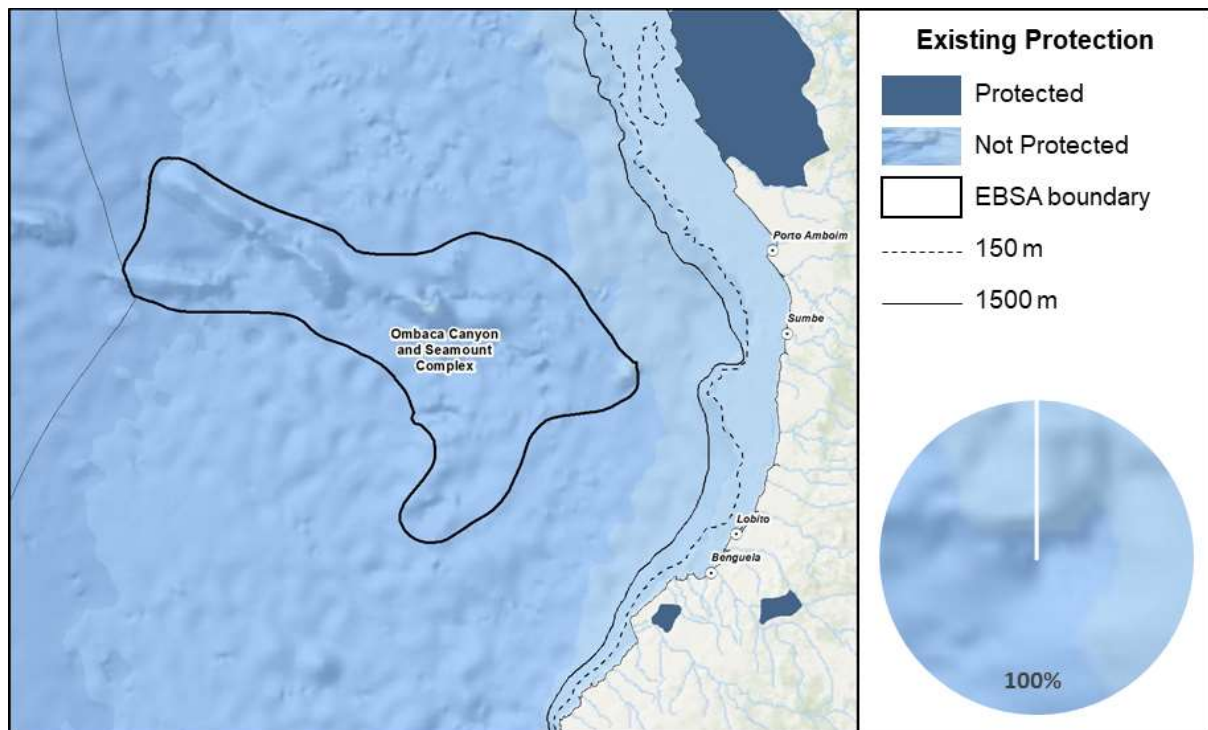 Porto Amboim
Sumbe
Ombaca Canyon
and Seamount
Complex
Lobito
Benguela
Existing Protection
Protected
Not Protected
EBSA boundary
150 m
1500 m
100%